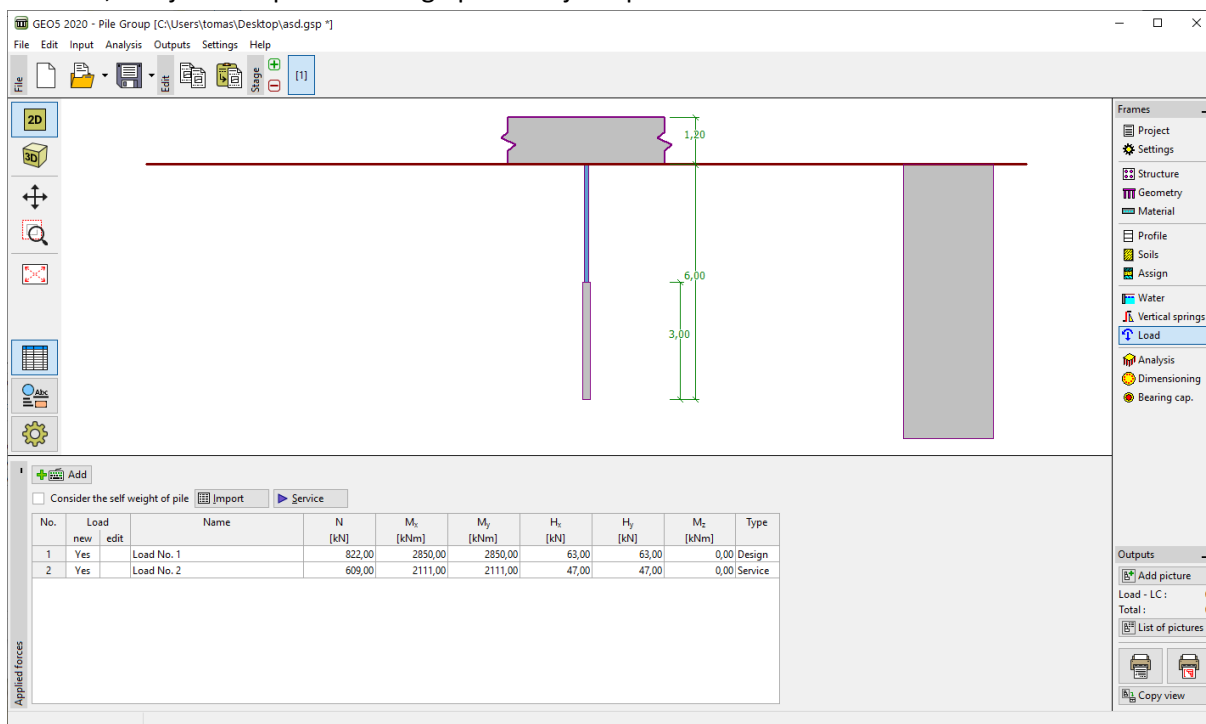 GEO5 2020 - Pile Group [C:\Users\tomas\Desktop\asd.gsp *]
File Edit Input Analysis Outputs Settings Help
File
Edit
Stage
[1]
2D
3D
Abc
1,20
6,00
3,00
Frames
Project
Settings
Structure
Geometry
Material
Profile
Soils
Assign
Water
Vertical springs
Load
Analysis
Dimensioning
Bearing cap.
Add
Consider the self weight of pile Import Service
No. Load Name N Mx My Hx Hy Mz Type
new edit [kN] [kNm] [kNm] [kN] [kN] [kNm]
1 Yes Load No. 1 822,00 2850,00 2850,00 63,00 63,00 0,00 Design
2 Yes Load No. 2 609,00 2111,00 2111,00 47,00 47,00 0,00 Service
Applied forces
Outputs
Add picture
Load - LC :
Total :
List of pictures
Copy view